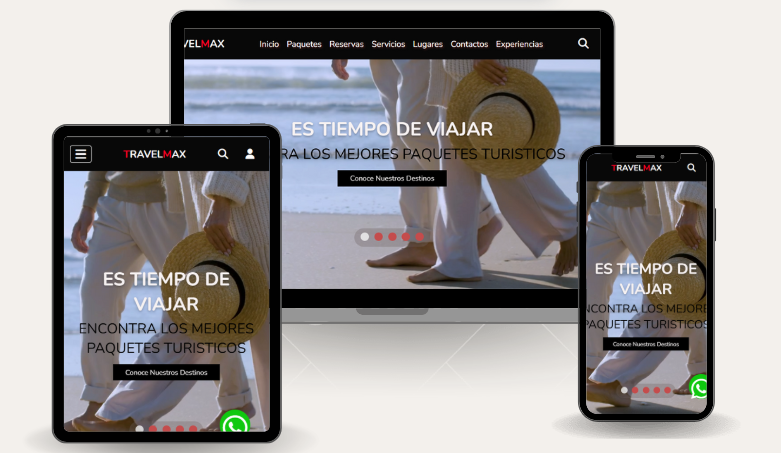 VELMAX
Inicio Paquetes Reservas Servicios Lugares Contactos Experiencias
ES TIEMPO DE VIAJAR
RA LOS MEJORES PAQUETES TURISTICOS
Conoce Nuestros Destinos
TRAVELMAX
ES TIEMPO DE
VIAJAR
ENCONTRA LOS MEJORES
PAQUETES TURISTICOS
Conoce Nuestros Destinos
TRAVELMAX
ES TIEMPO DE
VIAJAR
NCONTRA LOS MEJORE
PAQUETES TURISTICOS
Conoce Nuestros Destinos